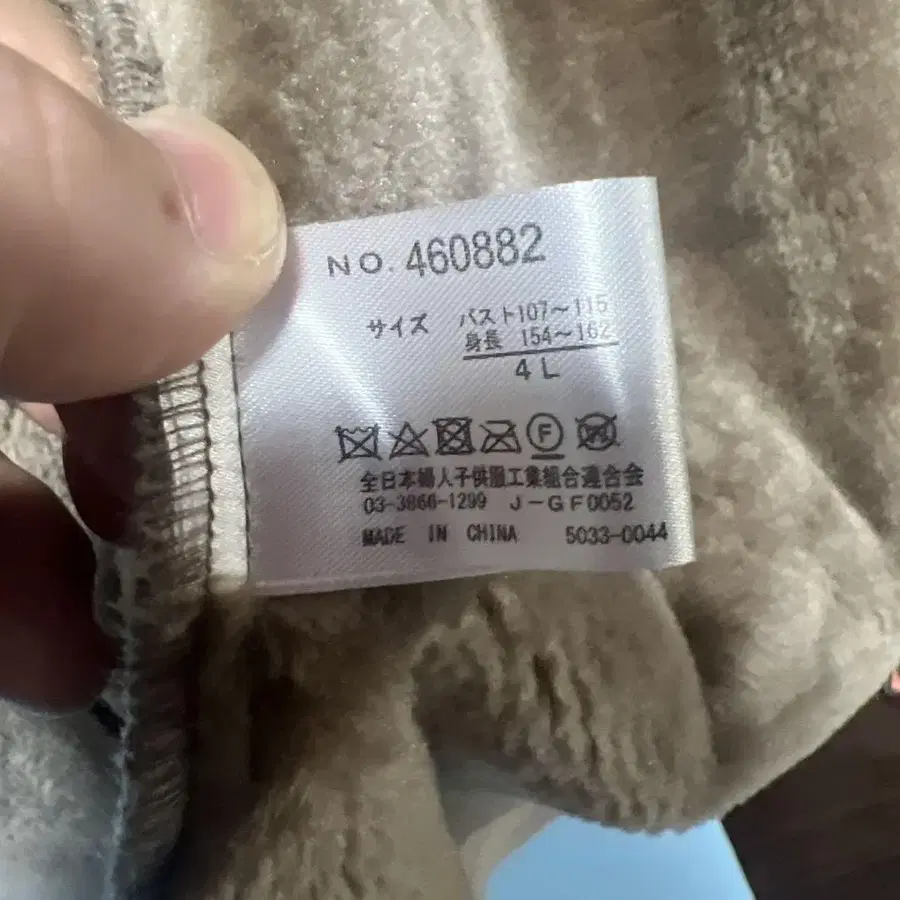 NO. 460882
サイズ バスト107～115
身長 154～162
4L
F
全日本婦人子供服工業組合連合会
03-3866-1299 J-GF0052
MADE IN CHINA 5033-0044